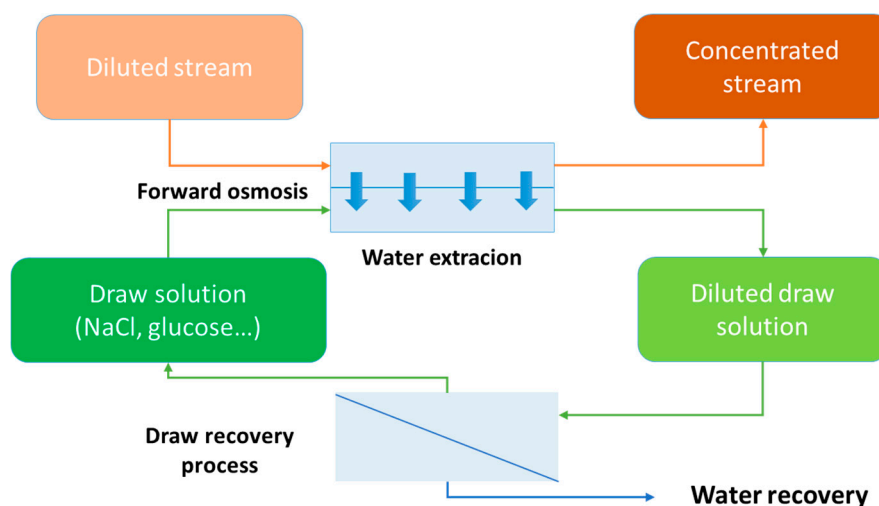 Diluted stream
Concentrated
stream
Forward osmosis
Water extracion
Draw solution
(NaCl, glucose…)
Diluted draw
solution
Draw recovery
process
Water recovery